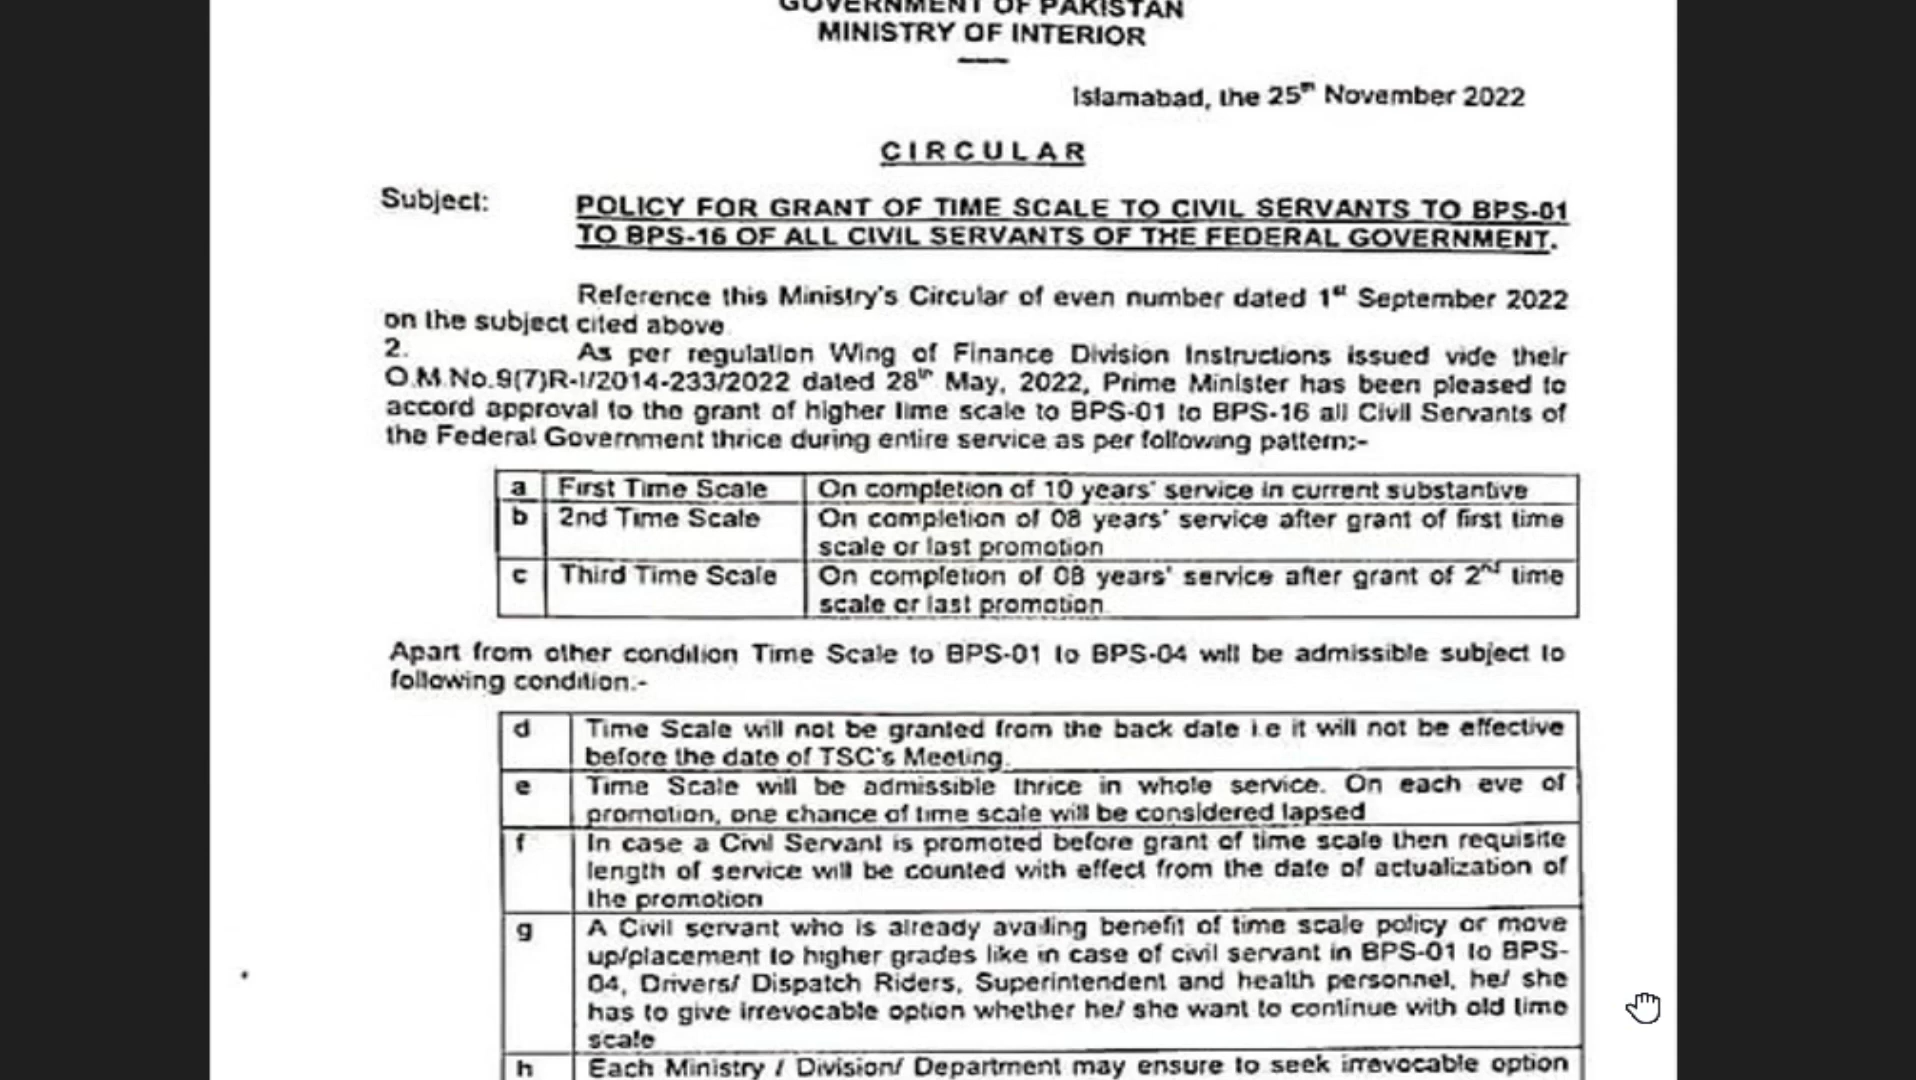 GOVERNMENT OF PAKISTAN
MINISTRY OF INTERIOR
Islamabad, the 25th November 2022
CIRCULAR
Subject: POLICY FOR GRANT OF TIME SCALE TO CIVIL SERVANTS TO BPS-01
TO BPS-16 OF ALL CIVIL SERVANTS OF THE FEDERAL GOVERNMENT.
Reference this Ministry's Circular of even number dated 1st September 2022
on the subject cited above
2. As per regulation Wing of Finance Division Instructions issued vide their
O.M.No.9(7)R-I/2014-233/2022 dated 28th May, 2022, Prime Minister has been pleased to
accord approval to the grant of higher time scale to BPS-01 to BPS-16 all Civil Servants of
the Federal Government thrice during entire service as per following pattern:-
a First Time Scale On completion of 10 years' service in current substantive
b 2nd Time Scale On completion of 08 years' service after grant of first time
scale or last promotion
c Third Time Scale On completion of 08 years' service after grant of 2nd time
scale or last promotion
Apart from other condition Time Scale to BPS-01 to BPS-04 will be admissible subject to
following condition:-
d Time Scale will not be granted from the back date i.e it will not be effective
before the date of TSC's Meeting.
e Time Scale will be admissible thrice in whole service. On each eve of
promotion, one chance of time scale will be considered lapsed
f In case a Civil Servant is promoted before grant of time scale then requisite
length of service will be counted with effect from the date of actualization of
the promotion
g A Civil servant who is already availing benefit of time scale policy or move
up/placement to higher grades like in case of civil servant in BPS-01 to BPS-
04, Drivers/ Dispatch Riders, Superintendent and health personnel, he/ she
has to give irrevocable option whether he/ she want to continue with old time
scale
h Each Ministry / Division/ Department may ensure to seek irrevocable option